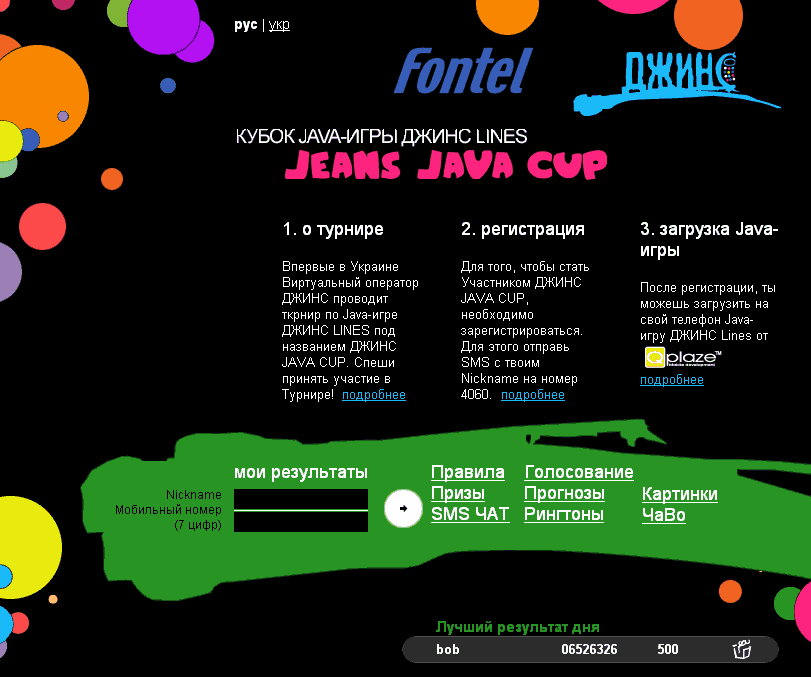 рус | укр
Fontel
ДЖИНС
КУБОК JAVA-ИГРЫ ДЖИНС LINES
JEANS JAVA CUP
1. о турнире
Впервые в Украине
Виртуальный оператор
ДЖИНС проводит
ткрнир по Java-игре
ДЖИНС LINES под
названием ДЖИНС
JAVA CUP. Спеши
принять участие в
Турнире! подробнее
2. регистрация
Для того, чтобы стать
Участником ДЖИНС
JAVA CUP,
необходимо
зарегистрироваться.
Для этого отправь
SMS с твоим
Nickname на номер
4060. подробнее
3. загрузка Java-
игры
После регистрации, ты
можешь загрузить на
свой телефон Java-
игру ДЖИНС Lines от
Qplaze™
подробнее
мои результаты
Nickname
Мобильный номер
(7 цифр)
Правила
Призы
SMS ЧАТ
Голосование
Прогнозы
Рингтоны
Картинки
ЧаВо
Лучший результат дня
bob 06526326 500